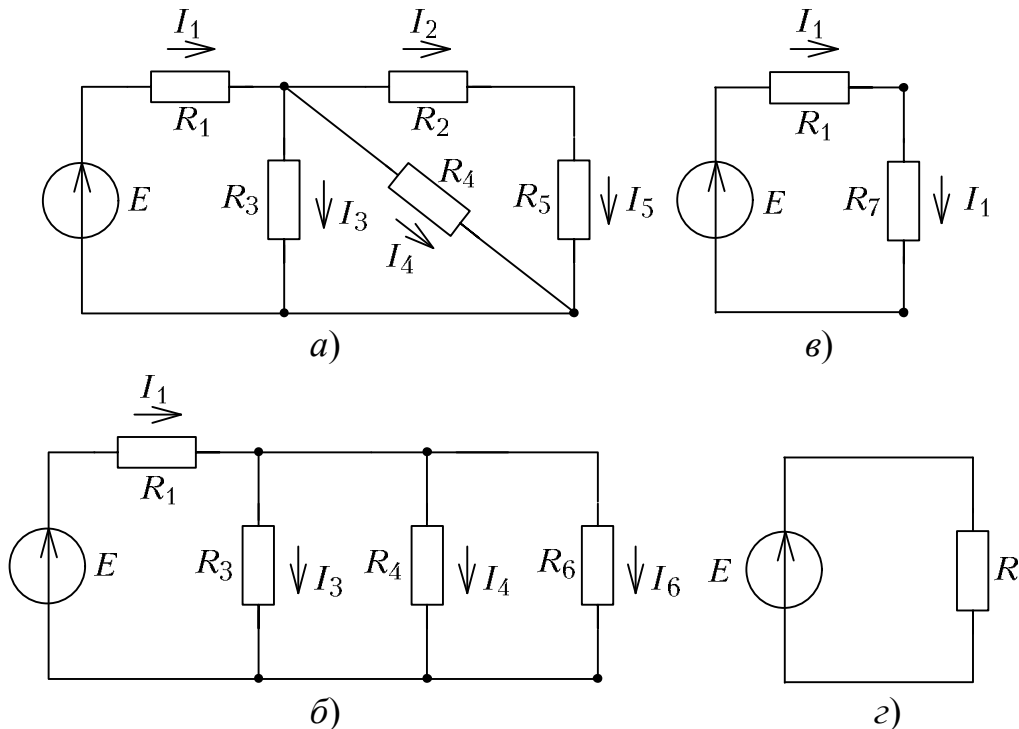 I₁ I₂ I₁
R₁ R₂ R₁
E R₃ I₃ R₄ I₄ R₅ I₅ E R₇ I₁
а) в)
I₁
R₁
E R₃ I₃ R₄ I₄ R₆ I₆ E R
б) г)